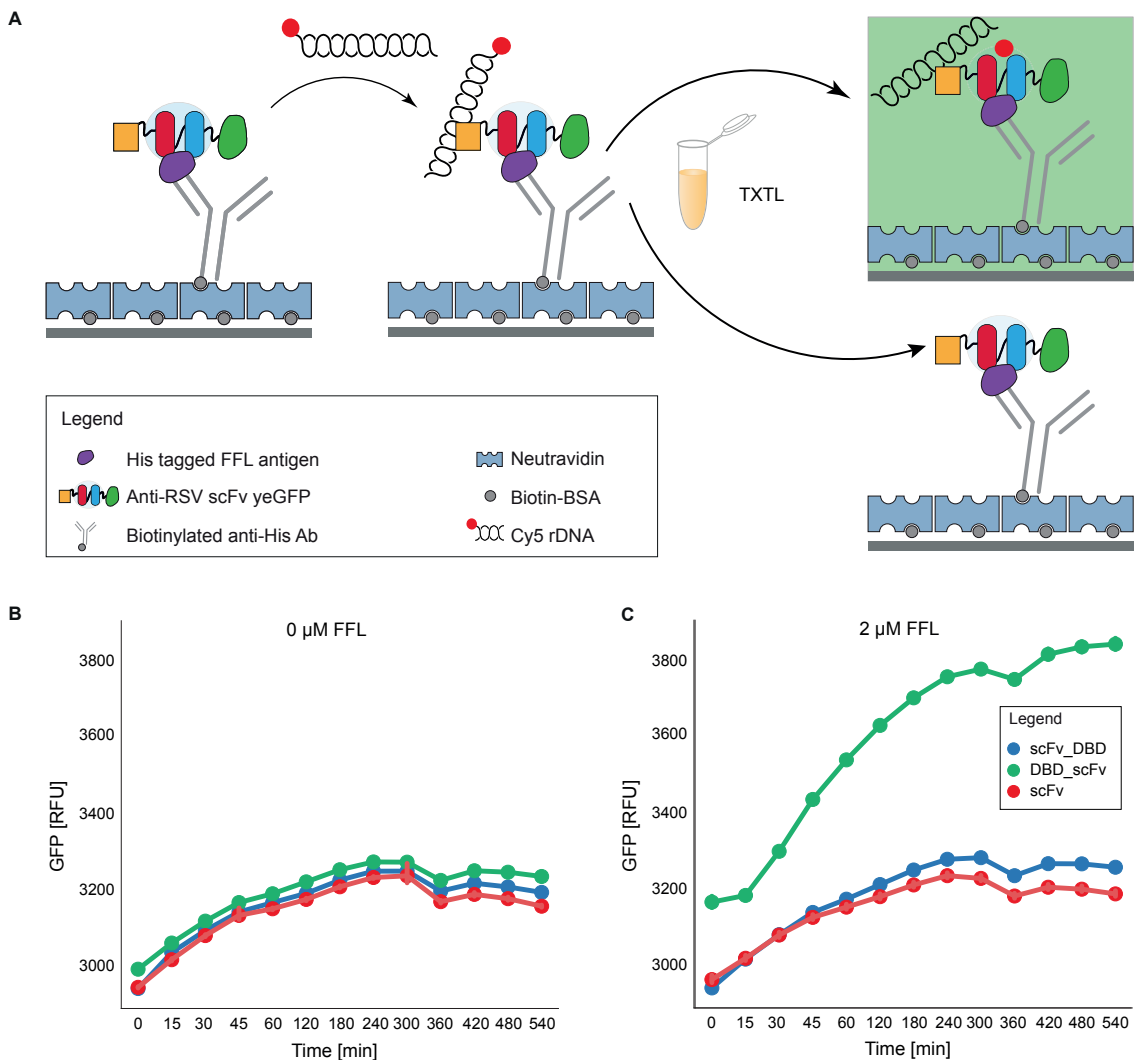 A
TXTL
Legend
His tagged FFL antigen
Anti-RSV scFv yeGFP
Biotinylated anti-His Ab
Neutravidin
Biotin-BSA
Cy5 rDNA
B
0 µM FFL
3800
3600
3400
3200
3000
GFP [RFU]
0 15 30 45 60 120 180 240 300 360 420 480 540
Time [min]
C
2 µM FFL
3800
3600
3400
3200
3000
GFP [RFU]
Legend
scFv_DBD
DBD_scFv
scFv
0 15 30 45 60 120 180 240 300 360 420 480 540
Time [min]